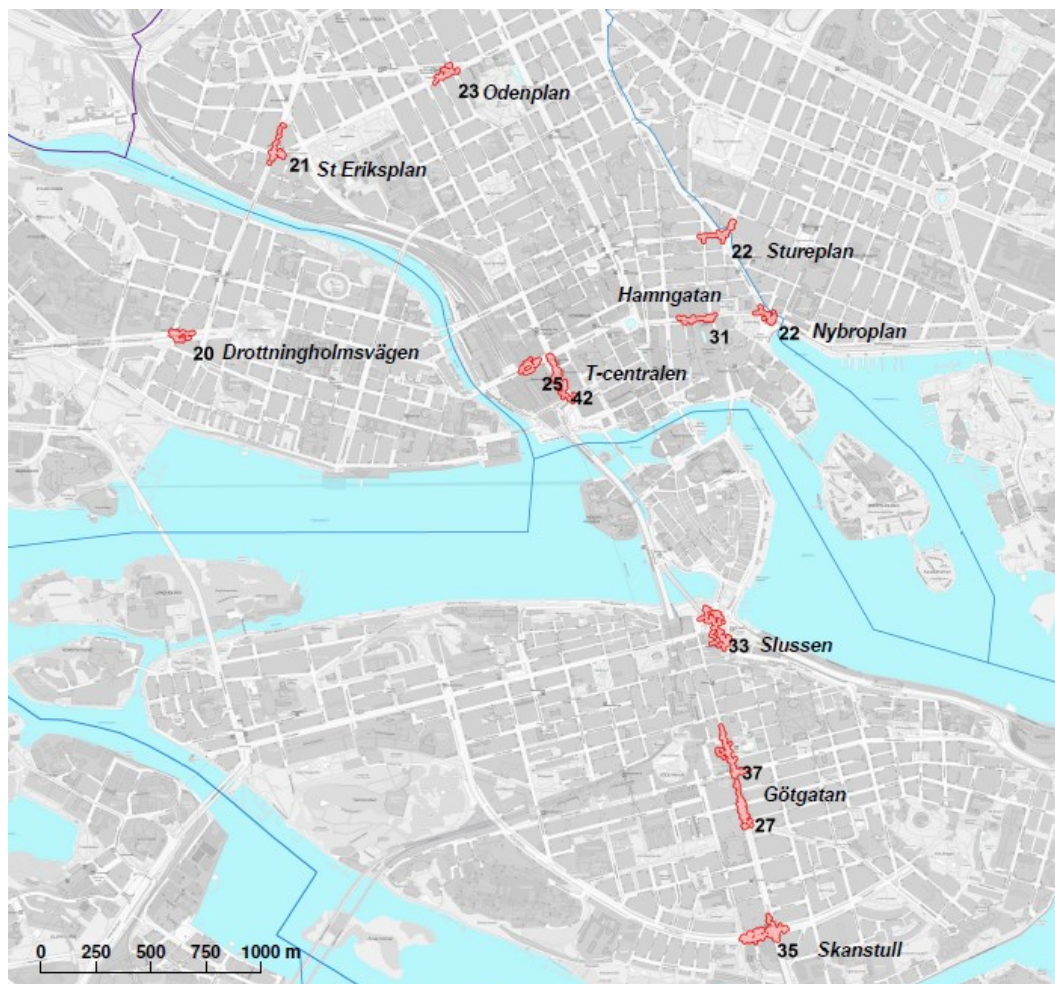 23 Odenplan
21 St Eriksplan
22 Stureplan
Hamngatan
31
22 Nybroplan
20 Drottningholmsvägen
25 T-centralen
42
33 Slussen
37
Götgatan
27
35 Skanstull
0 250 500 750 1000 m